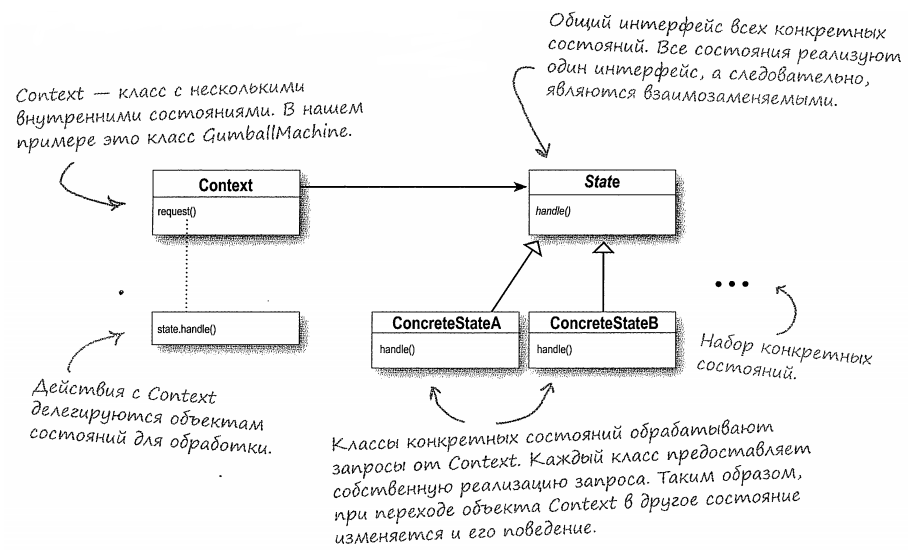 Общий интерфейс всех конкретных
состояний. Все состояния реализуют
один интерфейс, а следовательно,
являются взаимозаменяемыми.
Context — класс с несколькими
внутренними состояниями. В нашем
примере это класс GumballMachine.
Context
request()
State
handle()
state.handle()
ConcreteStateA
handle()
ConcreteStateB
handle()
Набор конкретных
состояний.
Действия с Context
делегируются объектам
состояний для обработки.
Классы конкретных состояний обрабатывают
запросы от Context. Каждый класс предоставляет
собственную реализацию запроса. Таким образом,
при переходе объекта Context в другое состояние
изменяется и его поведение.